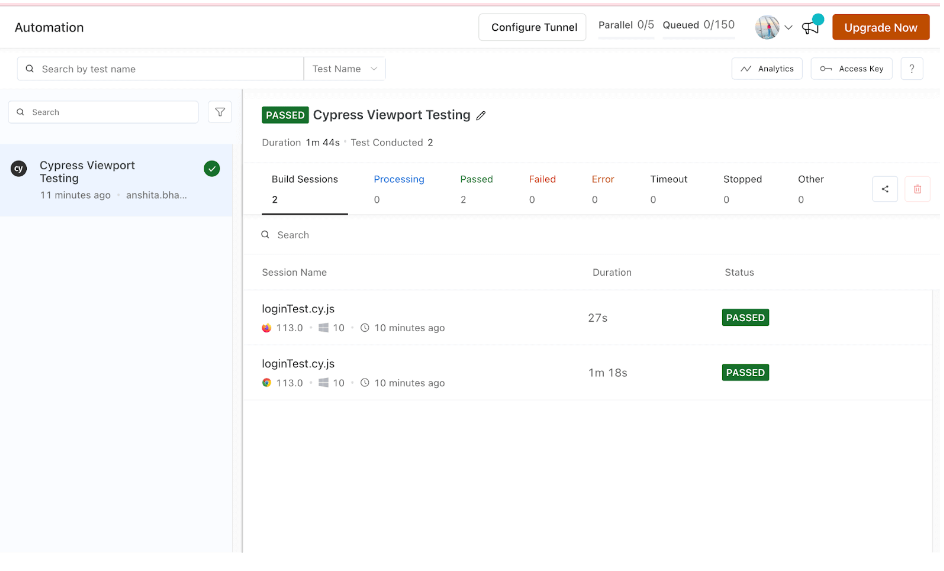 Automation
Configure Tunnel
Parallel 0/5 Queued 0/150
Upgrade Now
Search by test name
Test Name
Analytics
Access Key
?
Search
cy
Cypress Viewport
Testing
11 minutes ago · anshita.bha...
PASSED Cypress Viewport Testing
Duration 1m 44s · Test Conducted 2
Build Sessions Processing Passed Failed Error Timeout Stopped Other
2 0 2 0 0 0 0 0
Search
Session Name Duration Status
loginTest.cy.js
113.0 · 10 · 10 minutes ago
27s
PASSED
loginTest.cy.js
113.0 · 10 · 10 minutes ago
1m 18s
PASSED